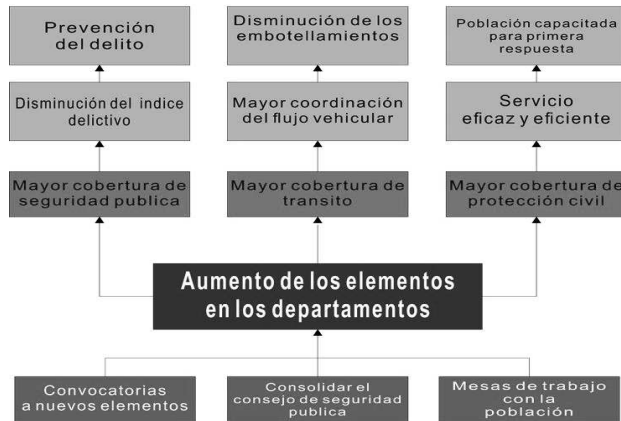 Prevención
del delito
Disminución de los
embotellamientos
Población capacitada
para primera
respuesta
Disminución del indice
delictivo
Mayor coordinación
del flujo vehicular
Servicio
eficaz y eficiente
Mayor cobertura de
seguridad publica
Mayor cobertura de
transito
Mayor cobertura de
protección civil
Aumento de los elementos
en los departamentos
Convocatorias
a nuevos elementos
Consolidar el
consejo de seguridad
publica
Mesas de trabajo
con la
población